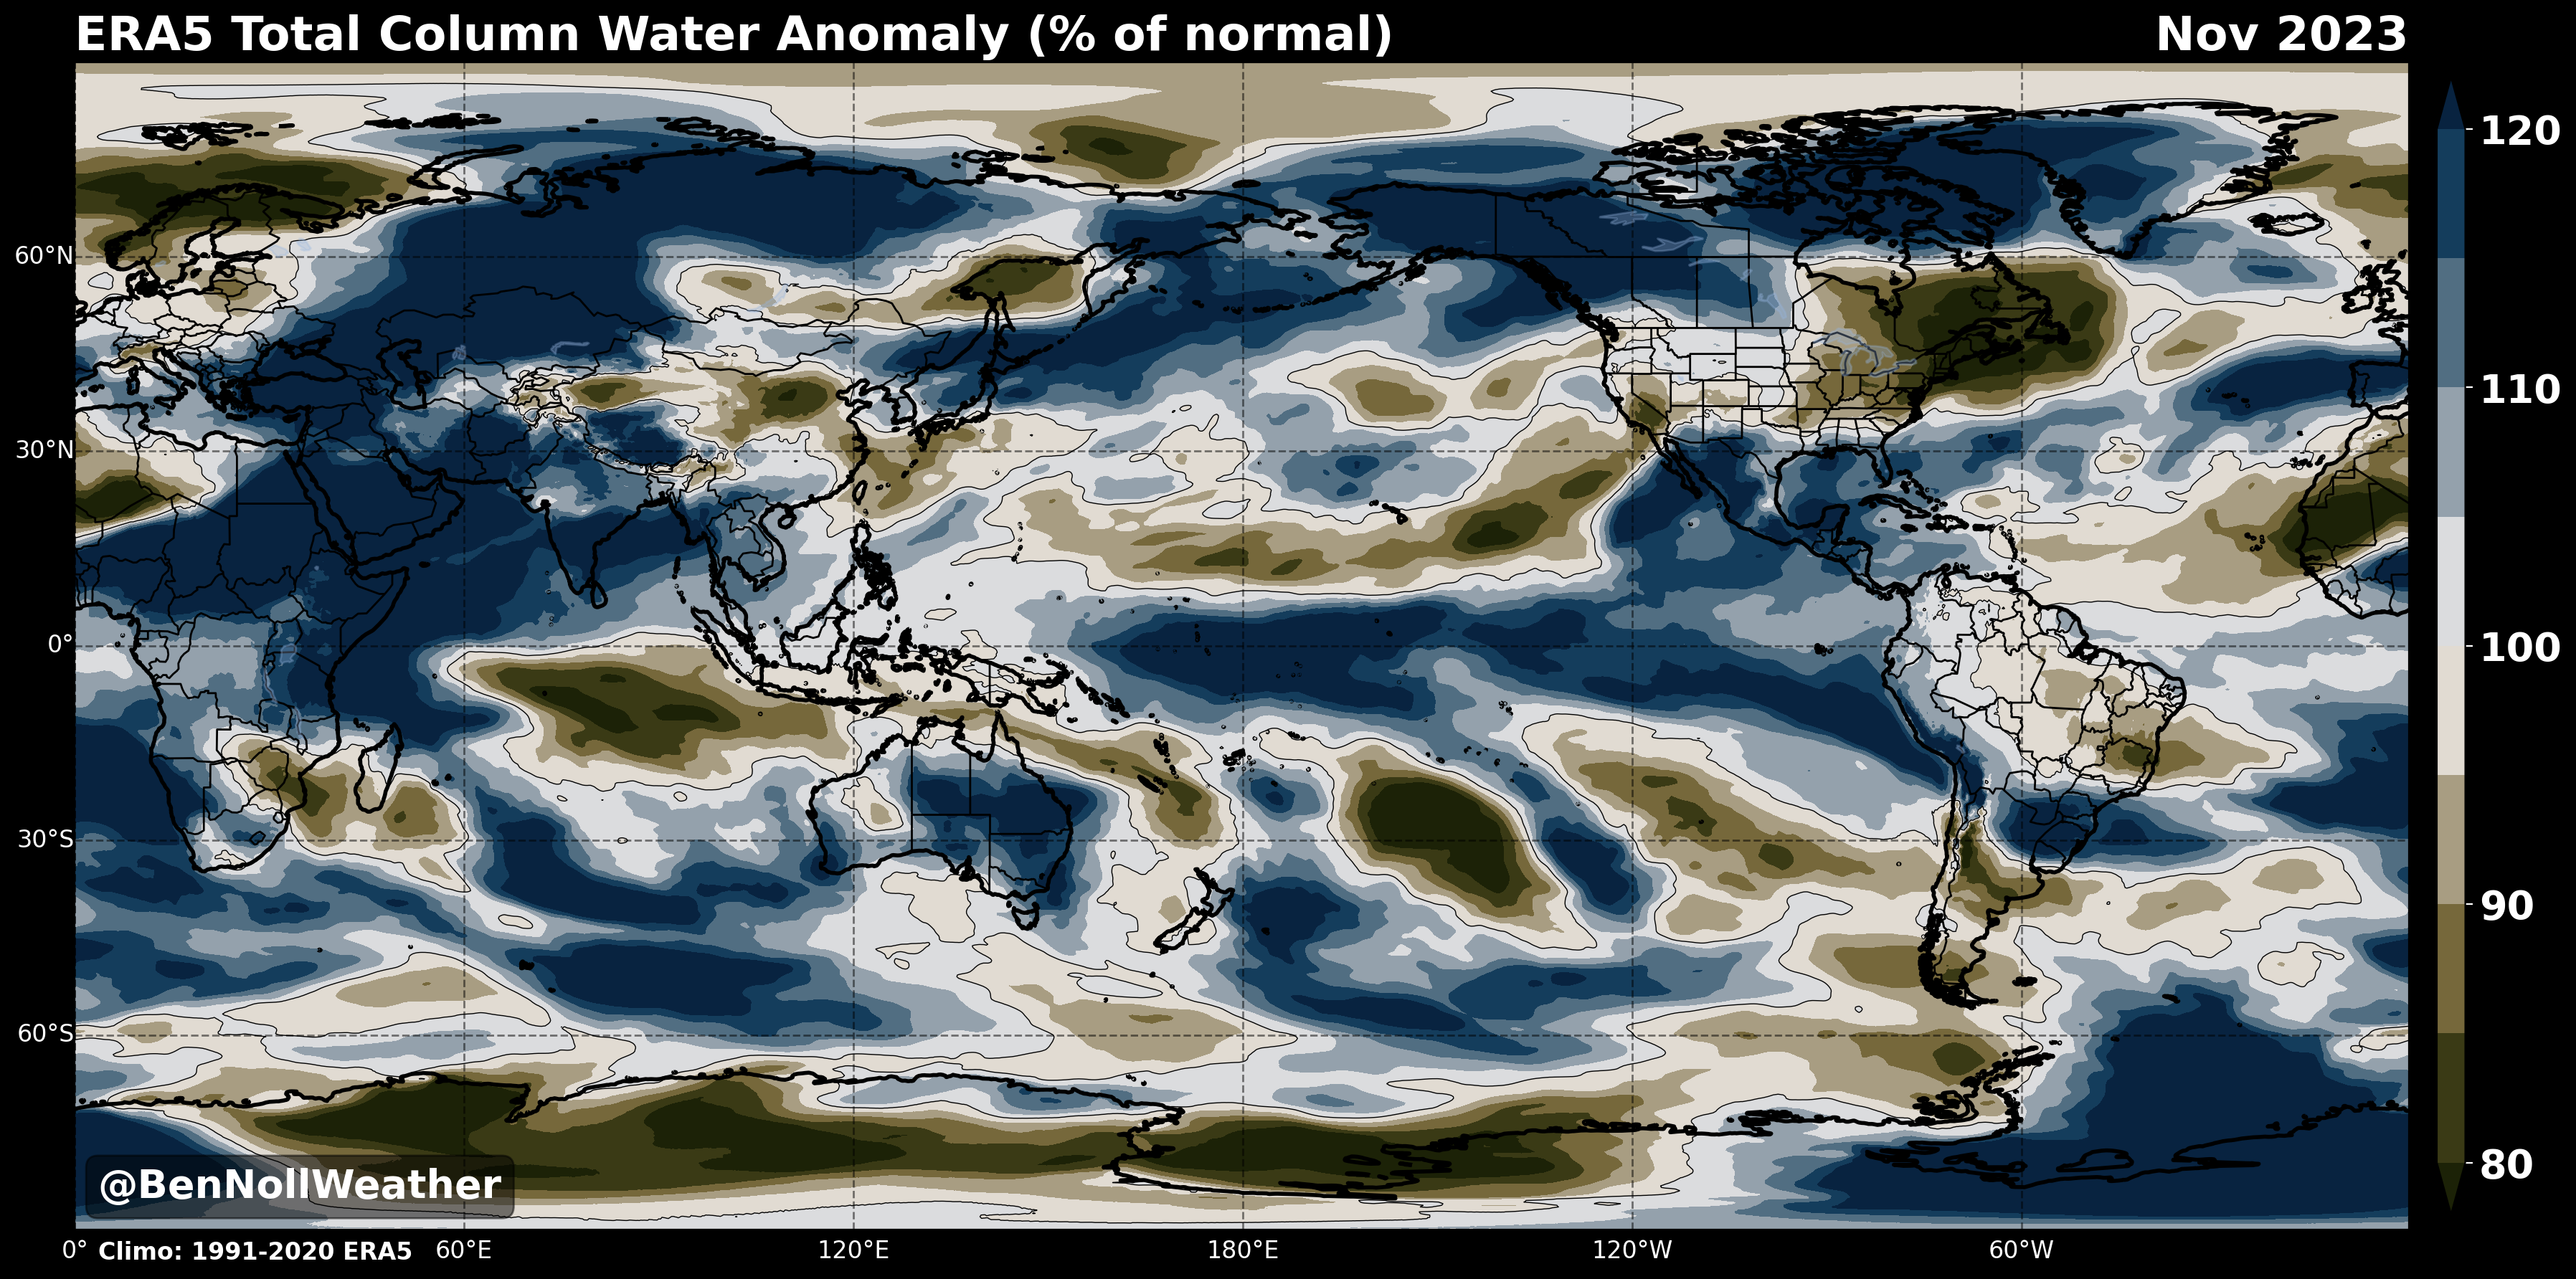 ERA5 Total Column Water Anomaly (% of normal)
Nov 2023
120
110
100
90
80
60°N
30°N
0°
30°S
60°S
@BenNollWeather
0°
Climo: 1991-2020 ERA5
60°E
120°E
180°E
120°W
60°W